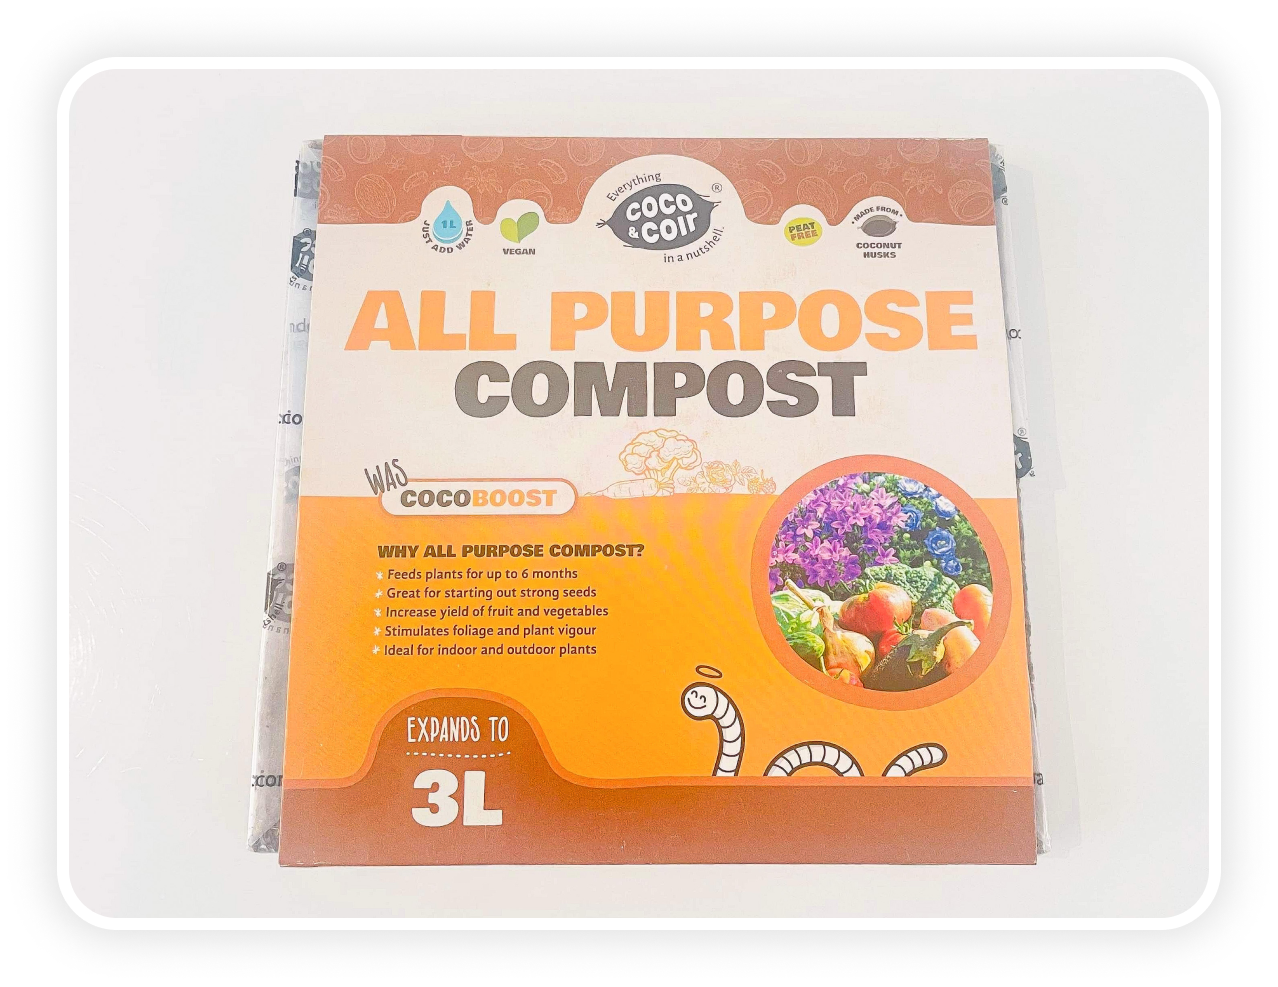 Everything
COCO
& COIR
®
in a nutshell.
1L
JUST ADD WATER
VEGAN
PEAT
FREE
• MADE FROM •
COCONUT
HUSKS
ALL PURPOSE
COMPOST
WAS
COCOBOOST
WHY ALL PURPOSE COMPOST?
Feeds plants for up to 6 months
Great for starting out strong seeds
Increase yield of fruit and vegetables
Stimulates foliage and plant vigour
Ideal for indoor and outdoor plants
EXPANDS TO
3L